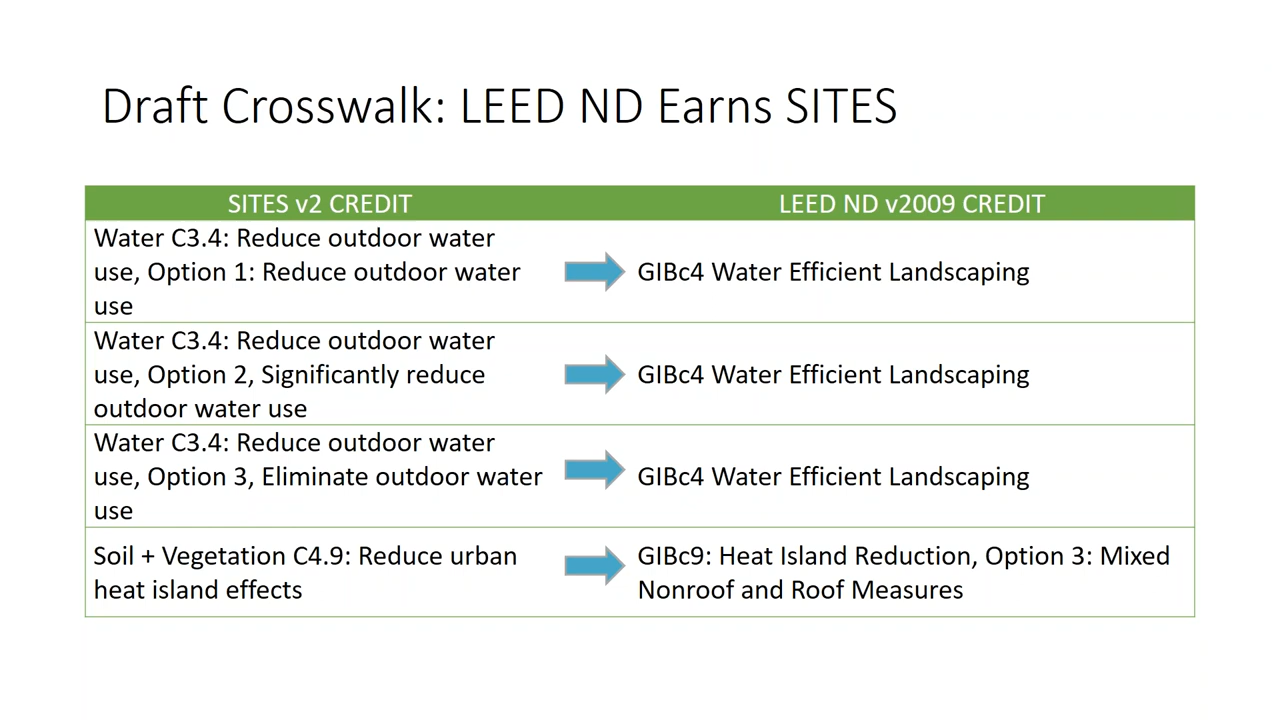 Draft Crosswalk: LEED ND Earns SITES
SITES v2 CREDIT
LEED ND v2009 CREDIT
Water C3.4: Reduce outdoor water
use, Option 1: Reduce outdoor water
use
GIBc4 Water Efficient Landscaping
Water C3.4: Reduce outdoor water
use, Option 2, Significantly reduce
outdoor water use
GIBc4 Water Efficient Landscaping
Water C3.4: Reduce outdoor water
use, Option 3, Eliminate outdoor water
use
GIBc4 Water Efficient Landscaping
Soil + Vegetation C4.9: Reduce urban
heat island effects
GIBc9: Heat Island Reduction, Option 3: Mixed
Nonroof and Roof Measures